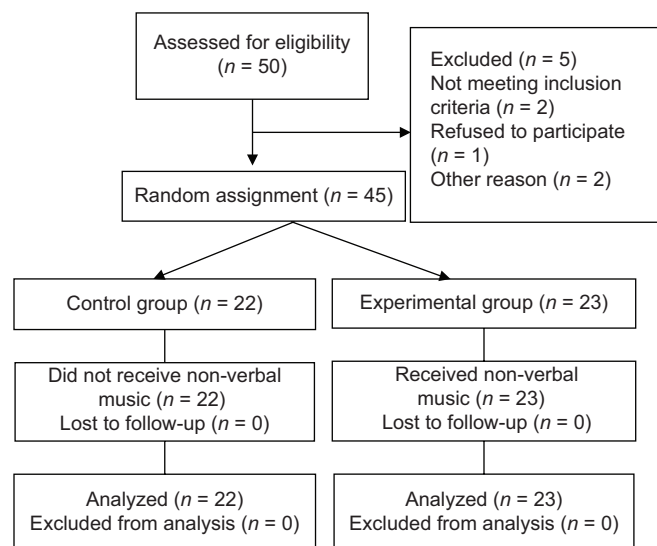 Assessed for eligibility
(n = 50)
Excluded (n = 5)
Not meeting inclusion
criteria (n = 2)
Refused to participate
(n = 1)
Other reason (n = 2)
Random assignment (n = 45)
Control group (n = 22)
Experimental group (n = 23)
Did not receive non-verbal
music (n = 22)
Lost to follow-up (n = 0)
Received non-verbal
music (n = 23)
Lost to follow-up (n = 0)
Analyzed (n = 22)
Excluded from analysis (n = 0)
Analyzed (n = 23)
Excluded from analysis (n = 0)